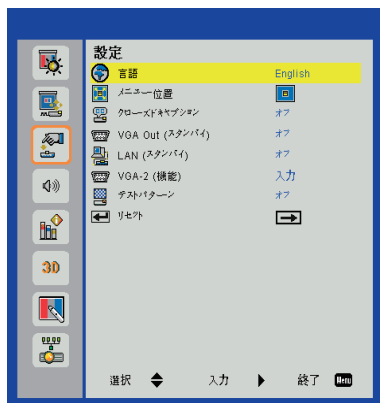 設定
言語 English
メニュー位置
クローズドキャプション オフ
VGA Out (スタンバイ) オフ
LAN (スタンバイ) オフ
VGA-2 (機能) 入力
テストパターン オフ
リセット
3D
選択 入力 終了 Menu